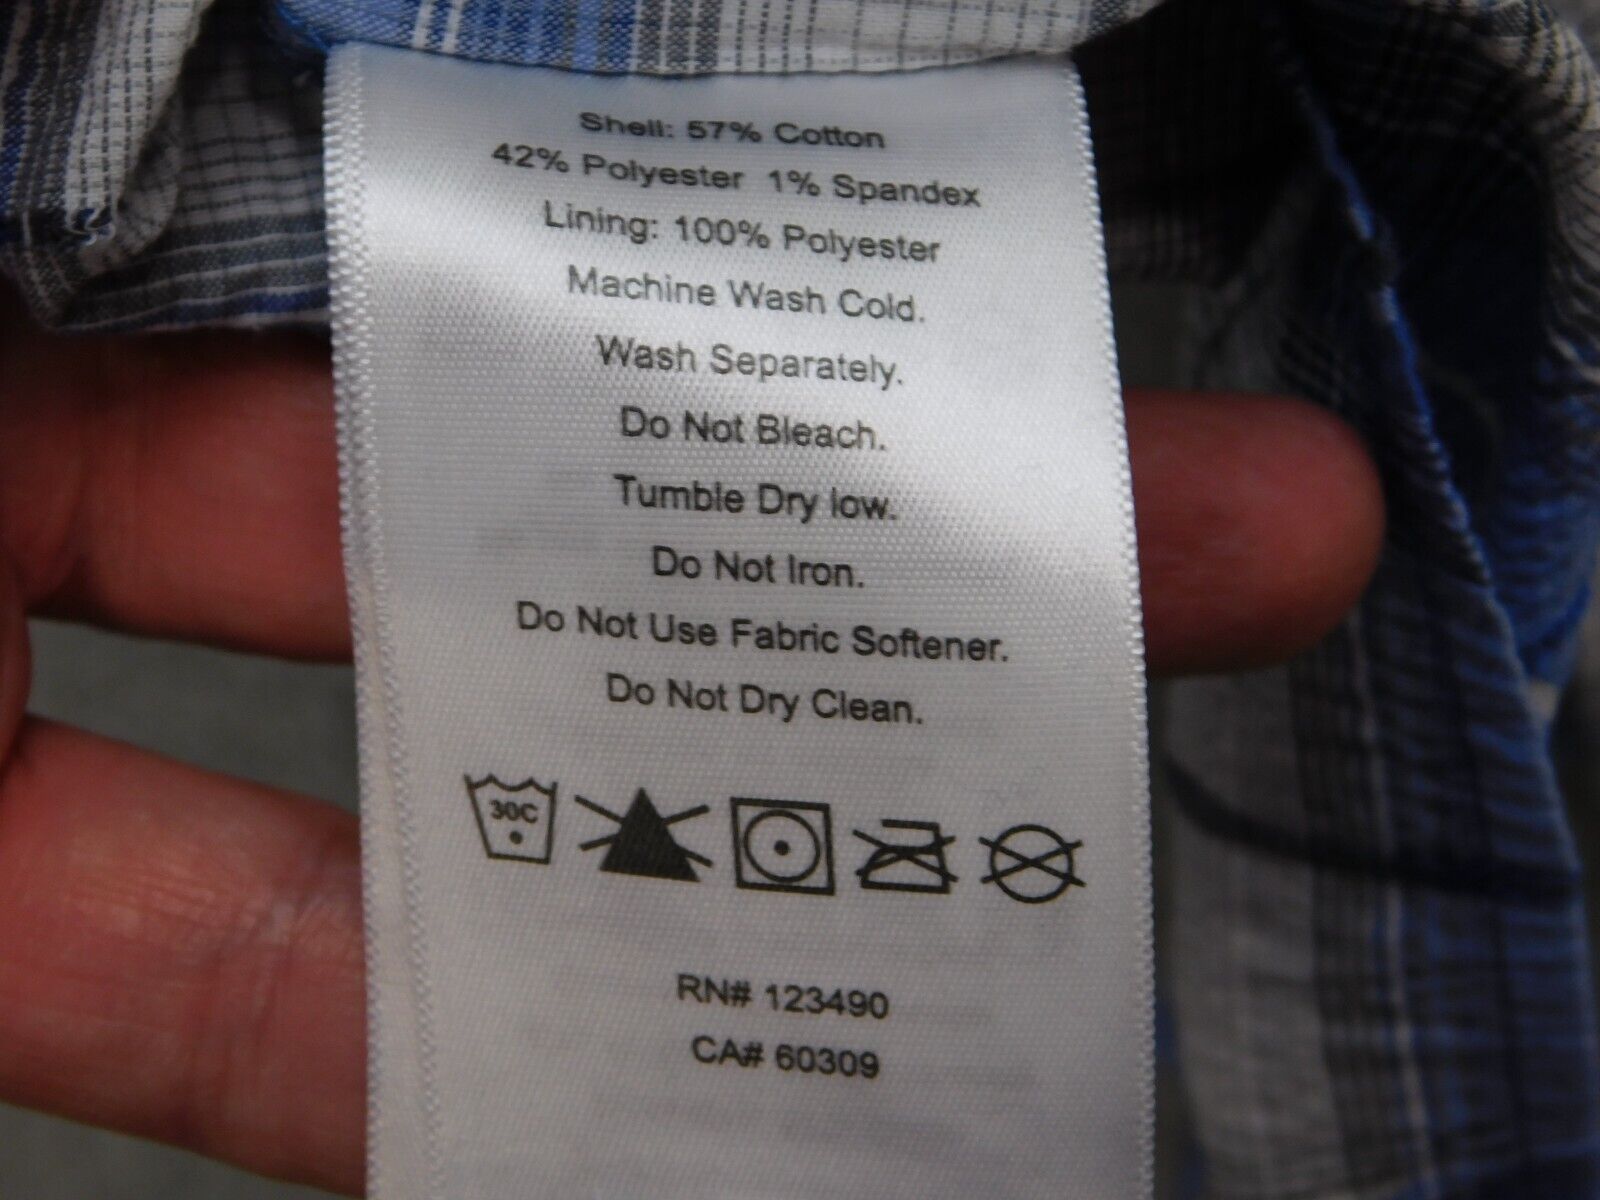 Shell: 57% Cotton
42% Polyester 1% Spandex
Lining: 100% Polyester
Machine Wash Cold.
Wash Separately.
Do Not Bleach.
Tumble Dry low.
Do Not Iron.
Do Not Use Fabric Softener.
Do Not Dry Clean.
30C
RN# 123490
CA# 60309